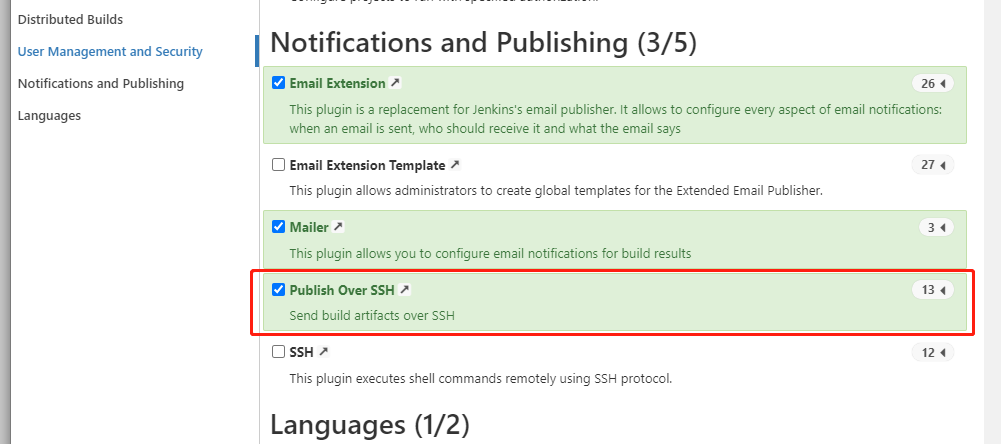 Distributed Builds
User Management and Security
Notifications and Publishing
Languages
Notifications and Publishing (3/5)
Email Extension
26
This plugin is a replacement for Jenkins's email publisher. It allows to configure every aspect of email notifications:
when an email is sent, who should receive it and what the email says
Email Extension Template
27
This plugin allows administrators to create global templates for the Extended Email Publisher.
Mailer
3
This plugin allows you to configure email notifications for build results
Publish Over SSH
13
Send build artifacts over SSH
SSH
12
This plugin executes shell commands remotely using SSH protocol.
Languages (1/2)